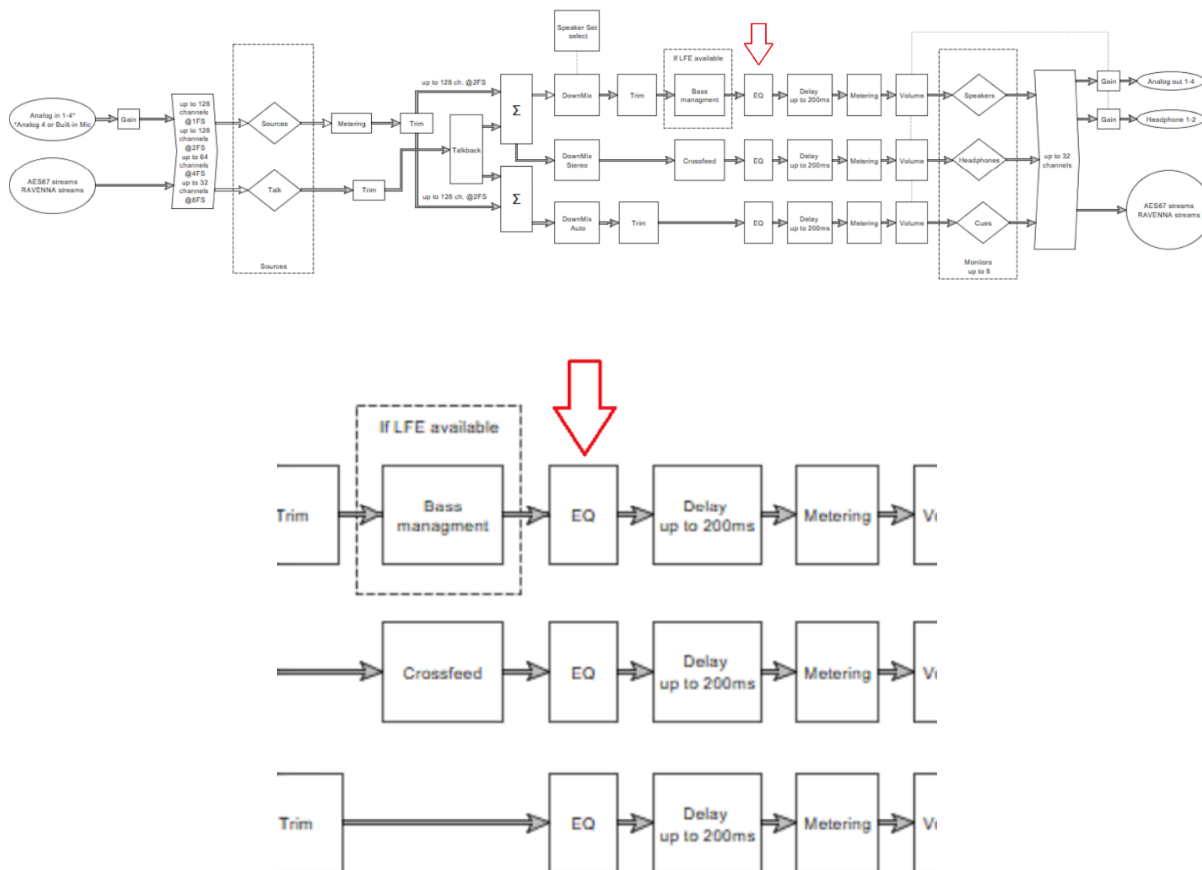 Speaker Set
select
If LFE available
up to 128 ch. @2FS
Analog in 1-4*
*Analog 4 or Built-in Mic
Gain
up to 128
channels
@1FS
up to 128
channels
@2FS
up to 64
channels
@4FS
up to 32
channels
@8FS
Sources
Metering
Trim
Σ
DownMix
Trim
Bass
managment
EQ
Delay
up to 200ms
Metering
Volume
Speakers
Gain
Analog out 1-4
Gain
Headphone 1-2
Talkback
DownMix
Stereo
Crossfeed
EQ
Delay
up to 200ms
Metering
Volume
Headphones
up to 32
channels
AES67 streams
RAVENNA streams
Talk
Trim
up to 128 ch. @2FS
Σ
DownMix
Auto
Trim
EQ
Delay
up to 200ms
Metering
Volume
Cues
AES67 streams
RAVENNA streams
Sources
Monitors
up to 8
If LFE available
Trim
Bass
managment
EQ
Delay
up to 200ms
Metering
Crossfeed
EQ
Delay
up to 200ms
Metering
Trim
EQ
Delay
up to 200ms
Metering